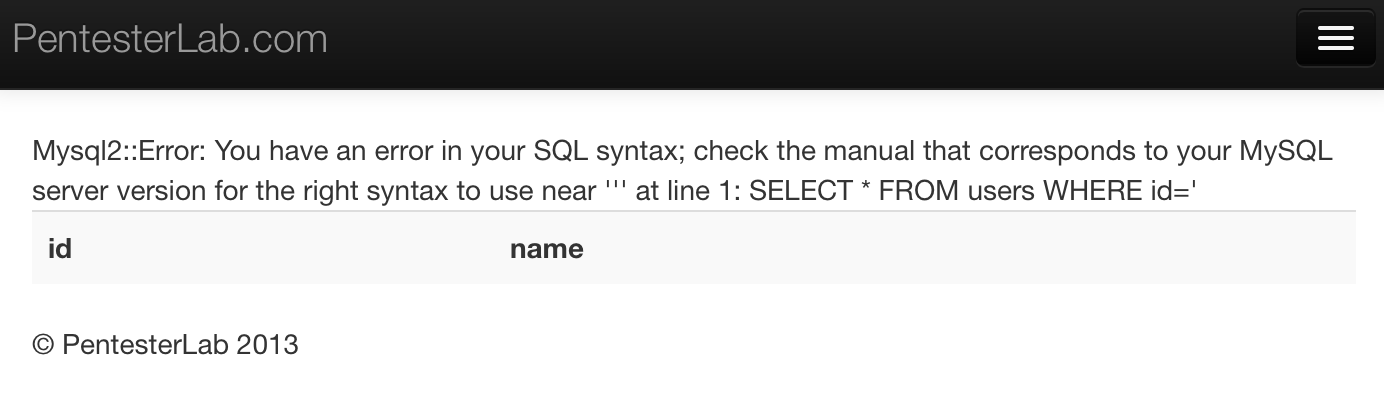 PentesterLab.com
Mysql2::Error: You have an error in your SQL syntax; check the manual that corresponds to your MySQL
server version for the right syntax to use near ''' at line 1: SELECT * FROM users WHERE id='
id name
© PentesterLab 2013